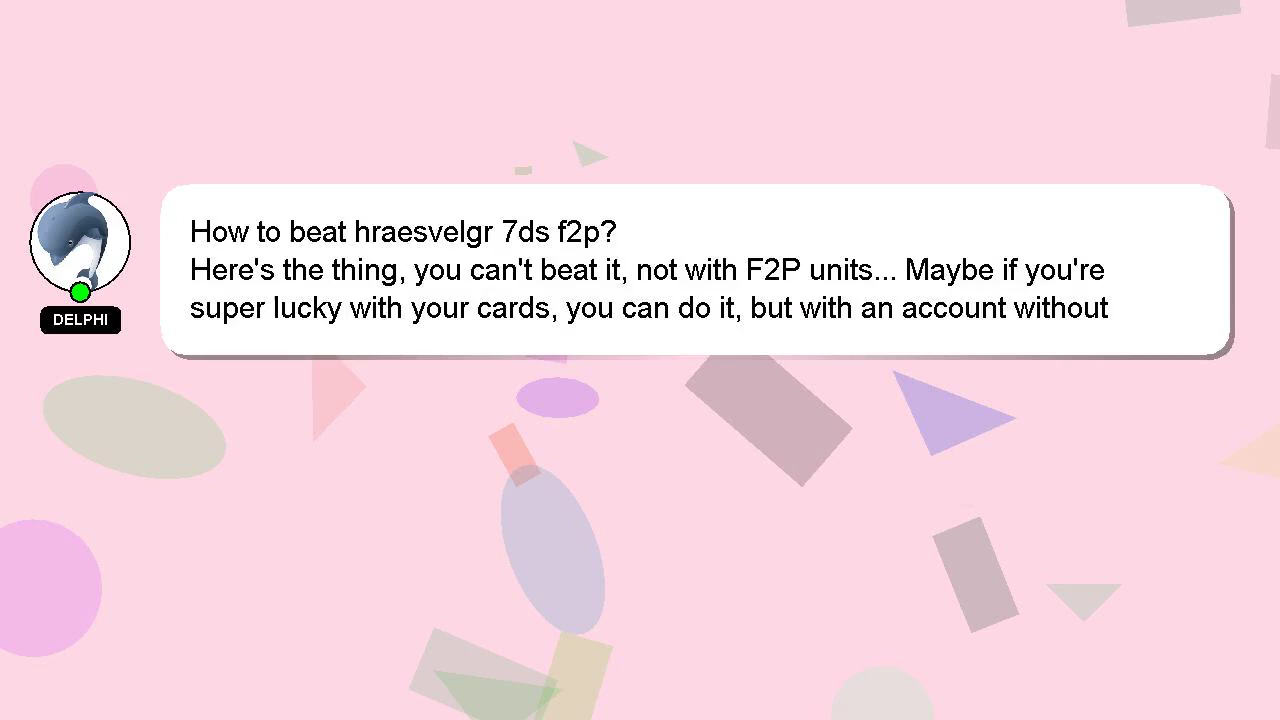 How to beat hraesvelgr 7ds f2p?
Here's the thing, you can't beat it, not with F2P units... Maybe if you're
super lucky with your cards, you can do it, but with an account without
DELPHI